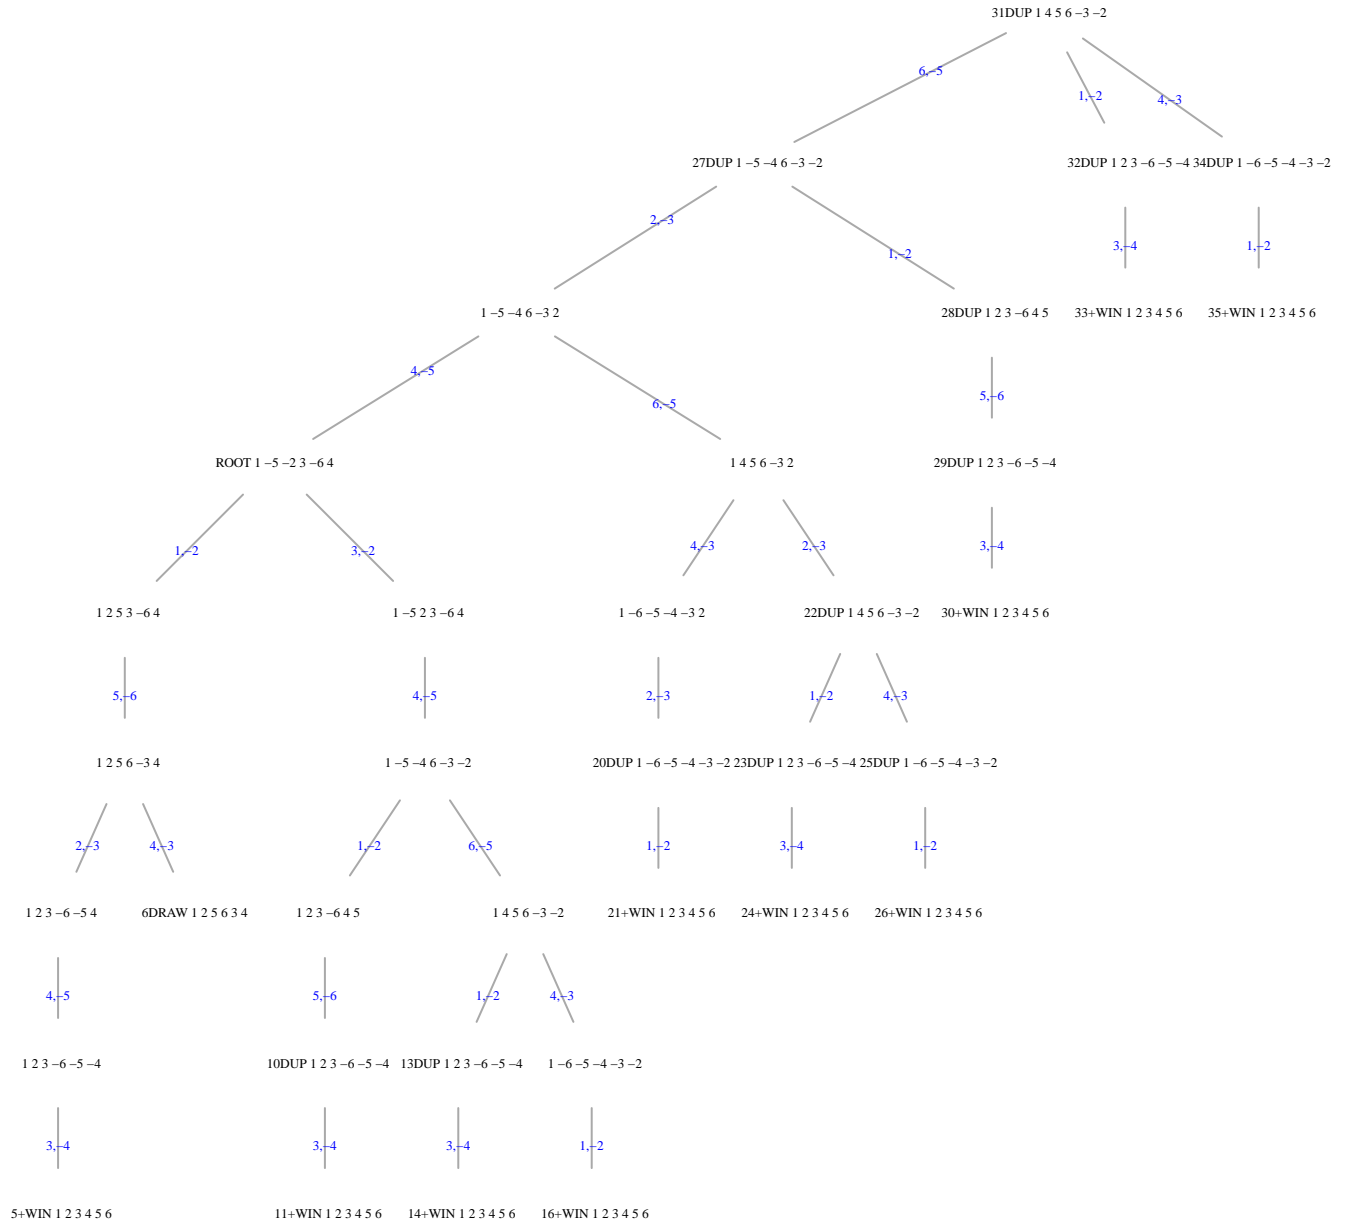 31DUP 1 4 5 6 −3 −2
6,−5
1,−2
4,−3
27DUP 1 −5 −4 6 −3 −2
32DUP 1 2 3 −6 −5 −4
34DUP 1 −6 −5 −4 −3 −2
2,−3
1,−2
3,−4
1,−2
1 −5 −4 6 −3 2
28DUP 1 2 3 −6 4 5
33+WIN 1 2 3 4 5 6
35+WIN 1 2 3 4 5 6
4,−5
6,−5
5,−6
ROOT 1 −5 −2 3 −6 4
1 4 5 6 −3 2
29DUP 1 2 3 −6 −5 −4
1,−2
3,−2
4,−3
2,−3
3,−4
1 2 5 3 −6 4
1 −5 2 3 −6 4
1 −6 −5 −4 −3 2
22DUP 1 4 5 6 −3 −2
30+WIN 1 2 3 4 5 6
5,−6
4,−5
2,−3
1,−2
4,−3
1 2 5 6 −3 4
1 −5 −4 6 −3 −2
20DUP 1 −6 −5 −4 −3 −2
23DUP 1 2 3 −6 −5 −4
25DUP 1 −6 −5 −4 −3 −2
2,−3
4,−3
1,−2
6,−5
1,−2
3,−4
1,−2
1 2 3 −6 −5 4
6DRAW 1 2 5 6 3 4
1 2 3 −6 4 5
1 4 5 6 −3 −2
21+WIN 1 2 3 4 5 6
24+WIN 1 2 3 4 5 6
26+WIN 1 2 3 4 5 6
4,−5
5,−6
1,−2
4,−3
1 2 3 −6 −5 −4
10DUP 1 2 3 −6 −5 −4
13DUP 1 2 3 −6 −5 −4
1 −6 −5 −4 −3 −2
3,−4
3,−4
3,−4
1,−2
5+WIN 1 2 3 4 5 6
11+WIN 1 2 3 4 5 6
14+WIN 1 2 3 4 5 6
16+WIN 1 2 3 4 5 6